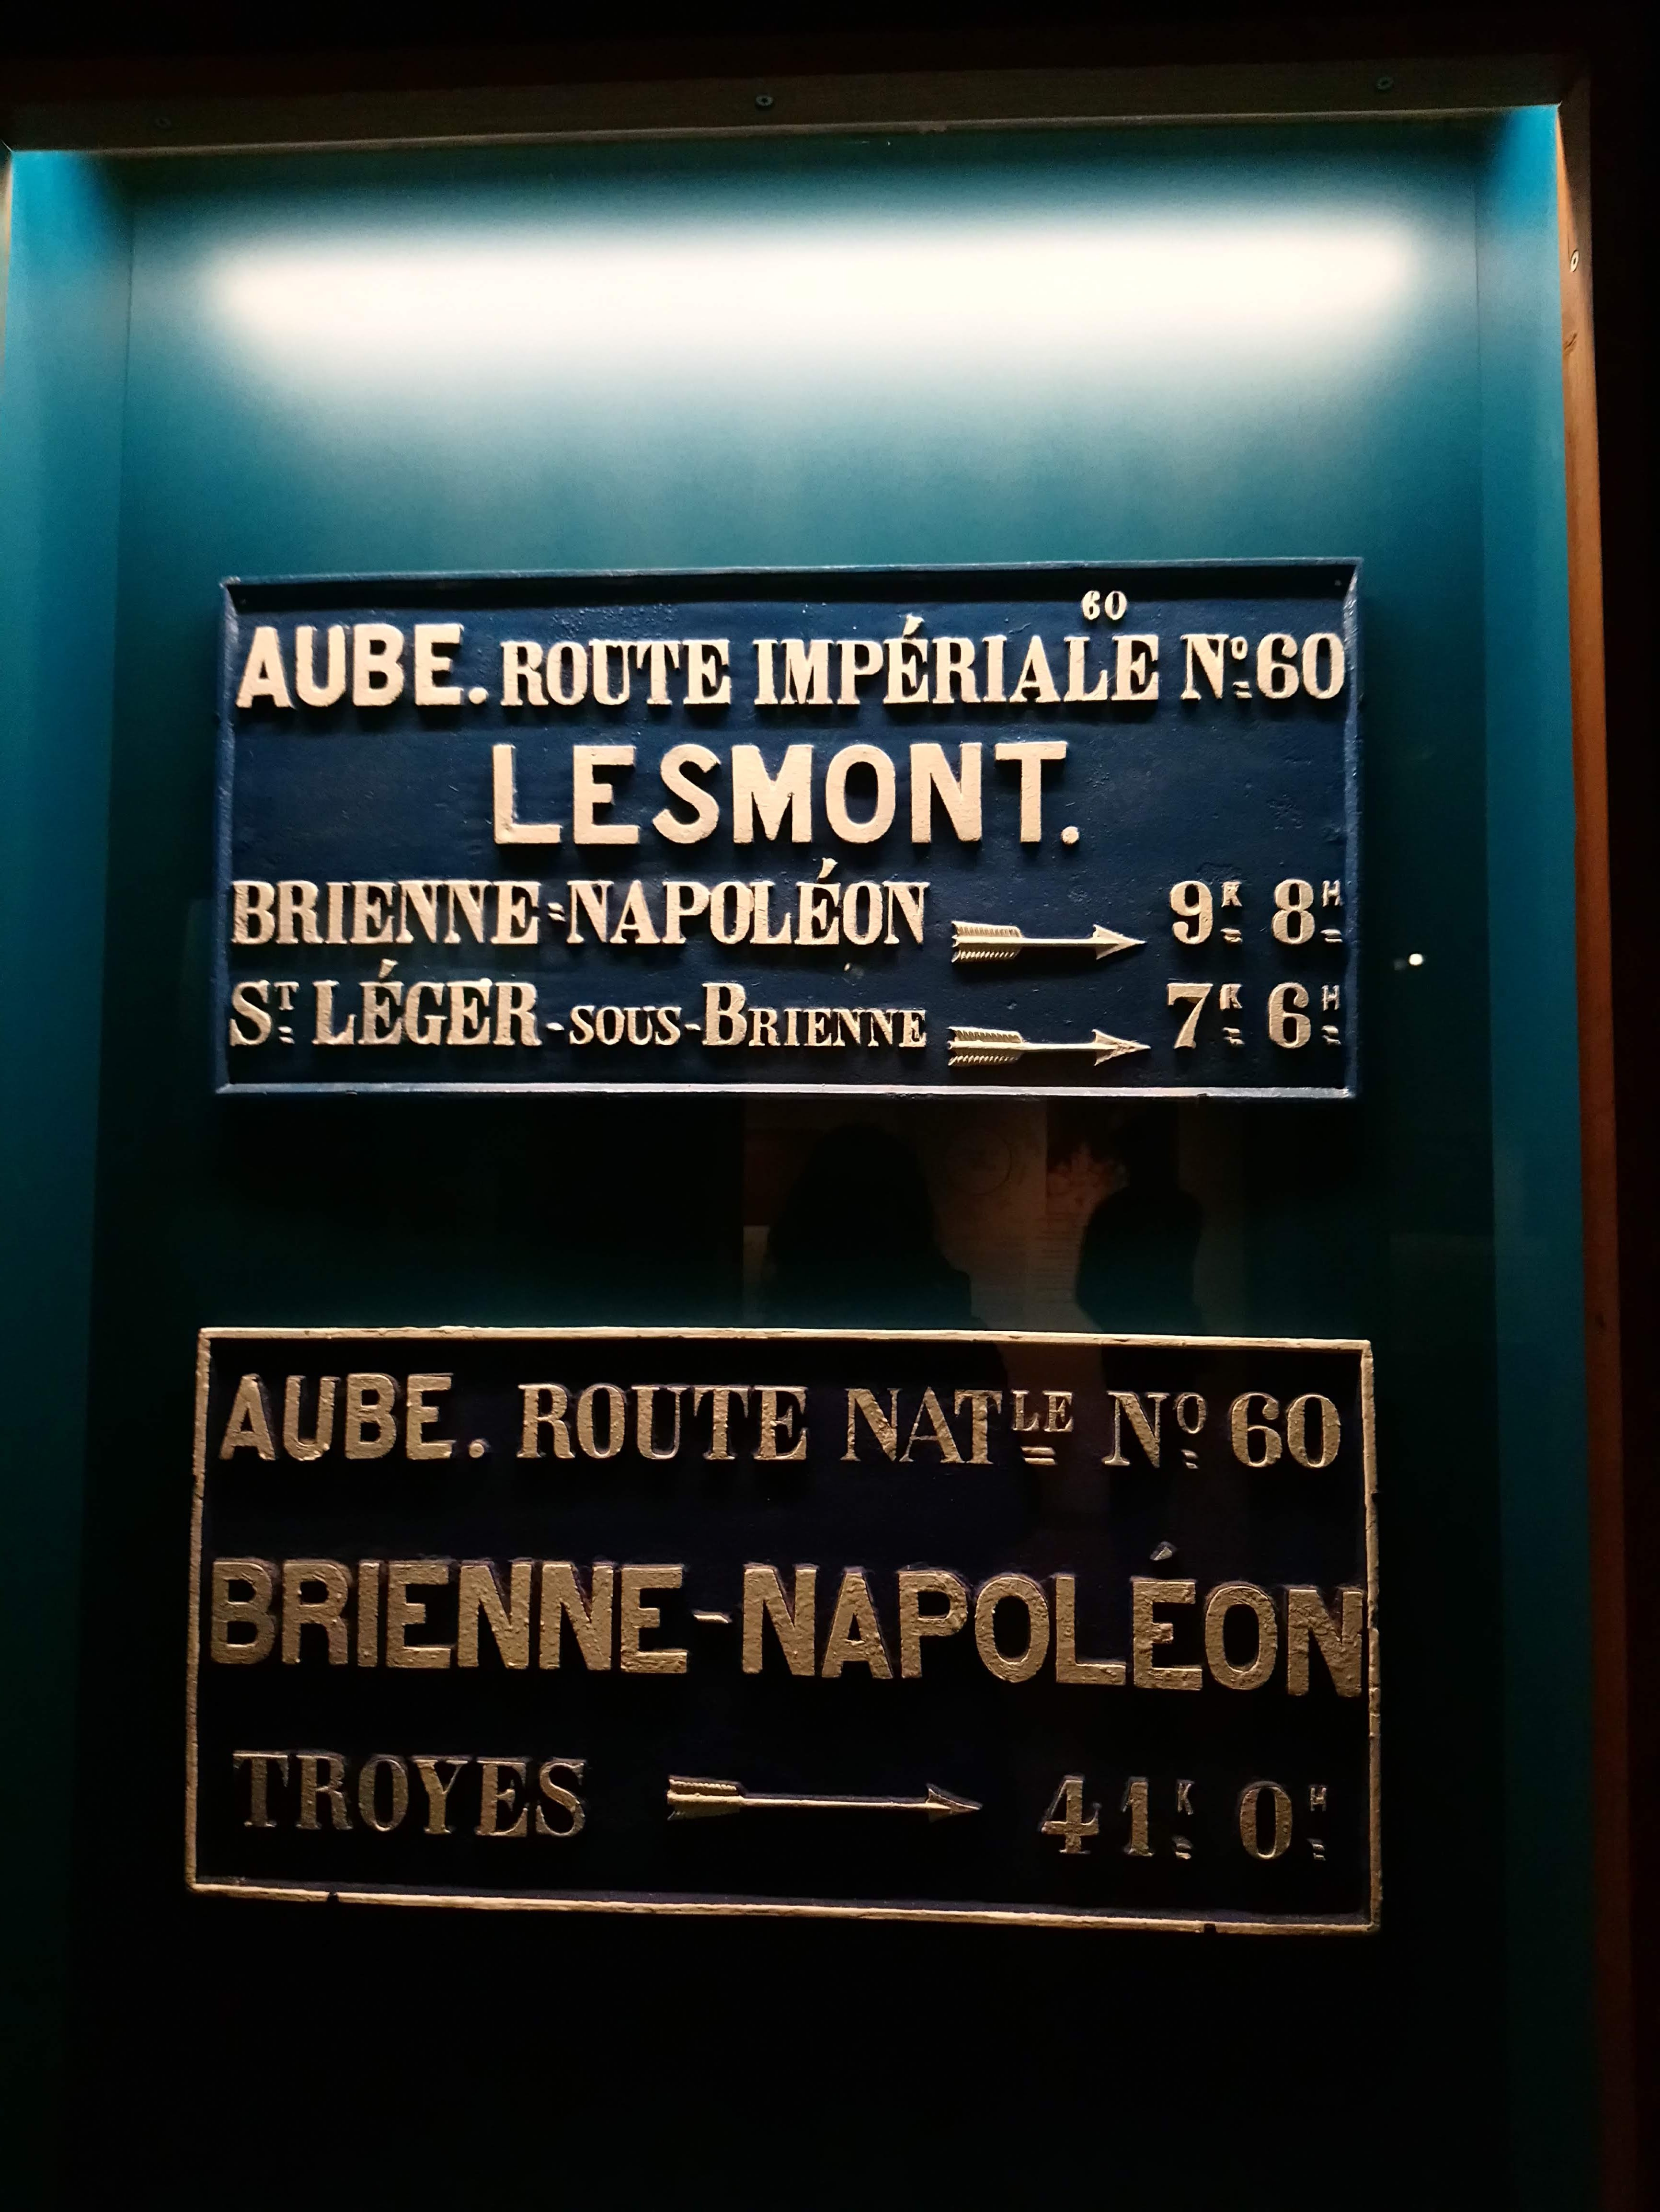 60
AUBE. ROUTE IMPÉRIALE Nº 60
LESMONT.
BRIENNE=NAPOLÉON 9K 8H
ST LÉGER-SOUS-BRIENNE 7K 6H
AUBE. ROUTE NATLE NO 60
BRIENNE-NAPOLÉON
TROYES 41K 0H